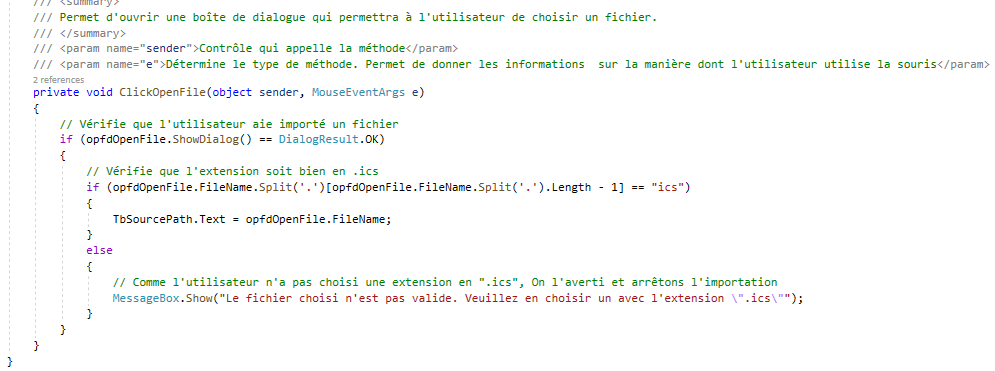 /// <summary>
/// Permet d'ouvrir une boîte de dialogue qui permettra à l'utilisateur de choisir un fichier.
/// </summary>
/// <param name="sender">Contrôle qui appelle la méthode</param>
/// <param name="e">Détermine le type de méthode. Permet de donner les informations  sur la manière dont l'utilisateur utilise la souris</param>
2 references
private void ClickOpenFile(object sender, MouseEventArgs e)
{
// Vérifie que l'utilisateur aie importé un fichier
if (opfdOpenFile.ShowDialog() == DialogResult.OK)
{
// Vérifie que l'extension soit bien en .ics
if (opfdOpenFile.FileName.Split('.')[opfdOpenFile.FileName.Split('.').Length - 1] == "ics")
{
TbSourcePath.Text = opfdOpenFile.FileName;
}
else
{
// Comme l'utilisateur n'a pas choisi une extension en ".ics", On l'averti et arrêtons l'importation
MessageBox.Show("Le fichier choisi n'est pas valide. Veuillez en choisir un avec l'extension \".ics\"");
}
}
}
}